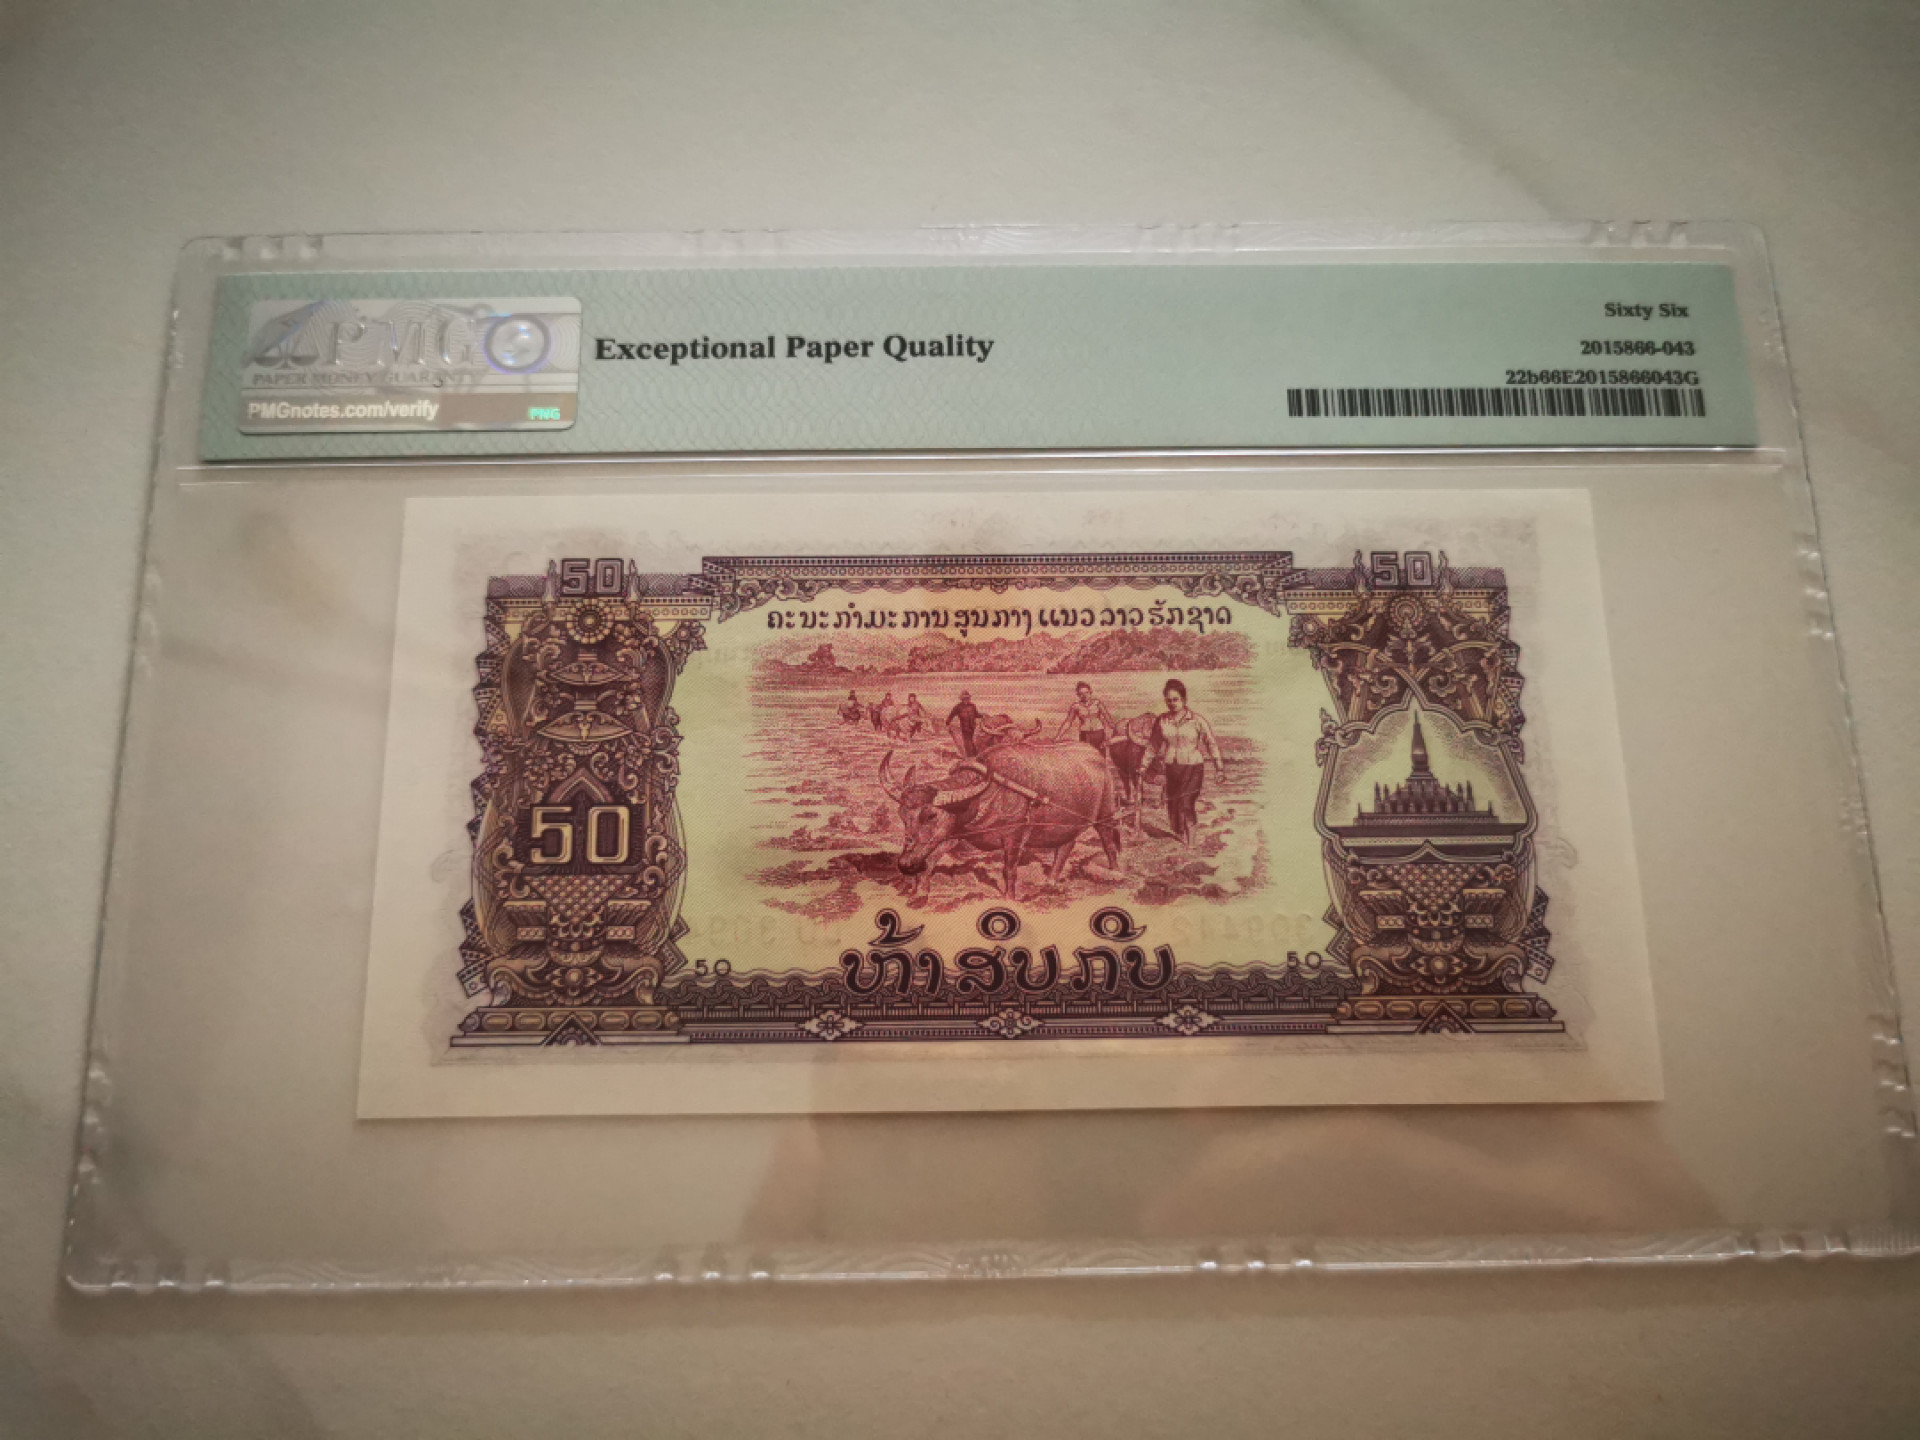 PMG
PAPER MONEY GUARANTY
PMGnotes.com/verify
PNG
Exceptional Paper Quality
Sixty Six
2015866-043
22b66E2015866043G
50
50
ຄະນະກຳມະການສູນກາງແນວລາວຮັກຊາດ
50
50
ຫ້າສິບກີບ
50